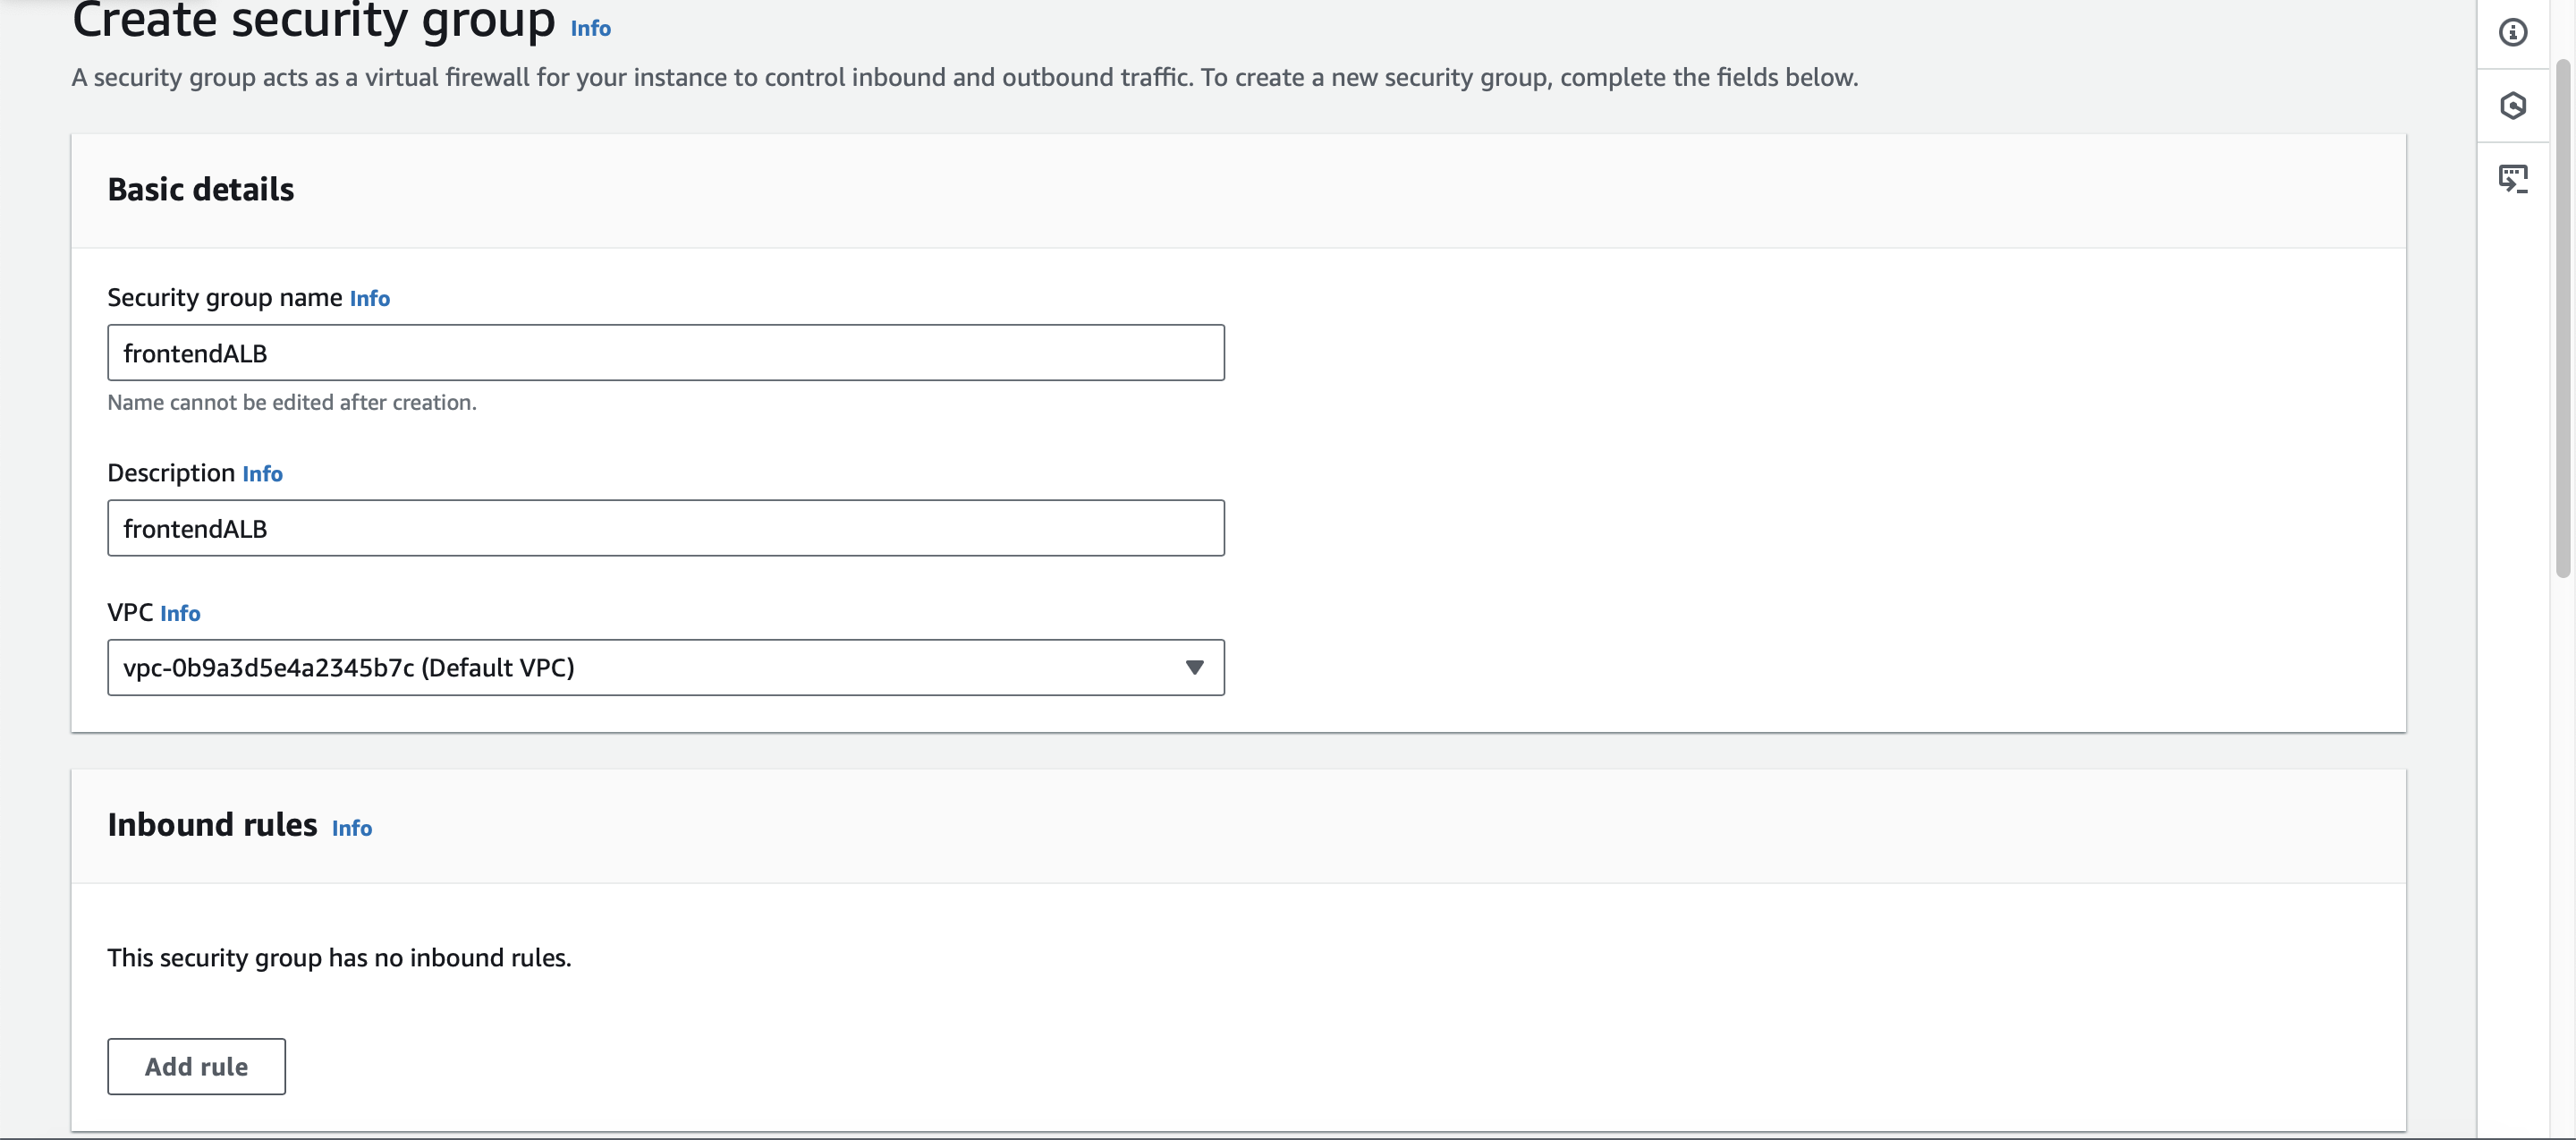 Create security group Info
A security group acts as a virtual firewall for your instance to control inbound and outbound traffic. To create a new security group, complete the fields below.
Basic details
Security group name Info
frontendALB
Name cannot be edited after creation.
Description Info
frontendALB
VPC Info
vpc-0b9a3d5e4a2345b7c (Default VPC)
Inbound rules Info
This security group has no inbound rules.
Add rule